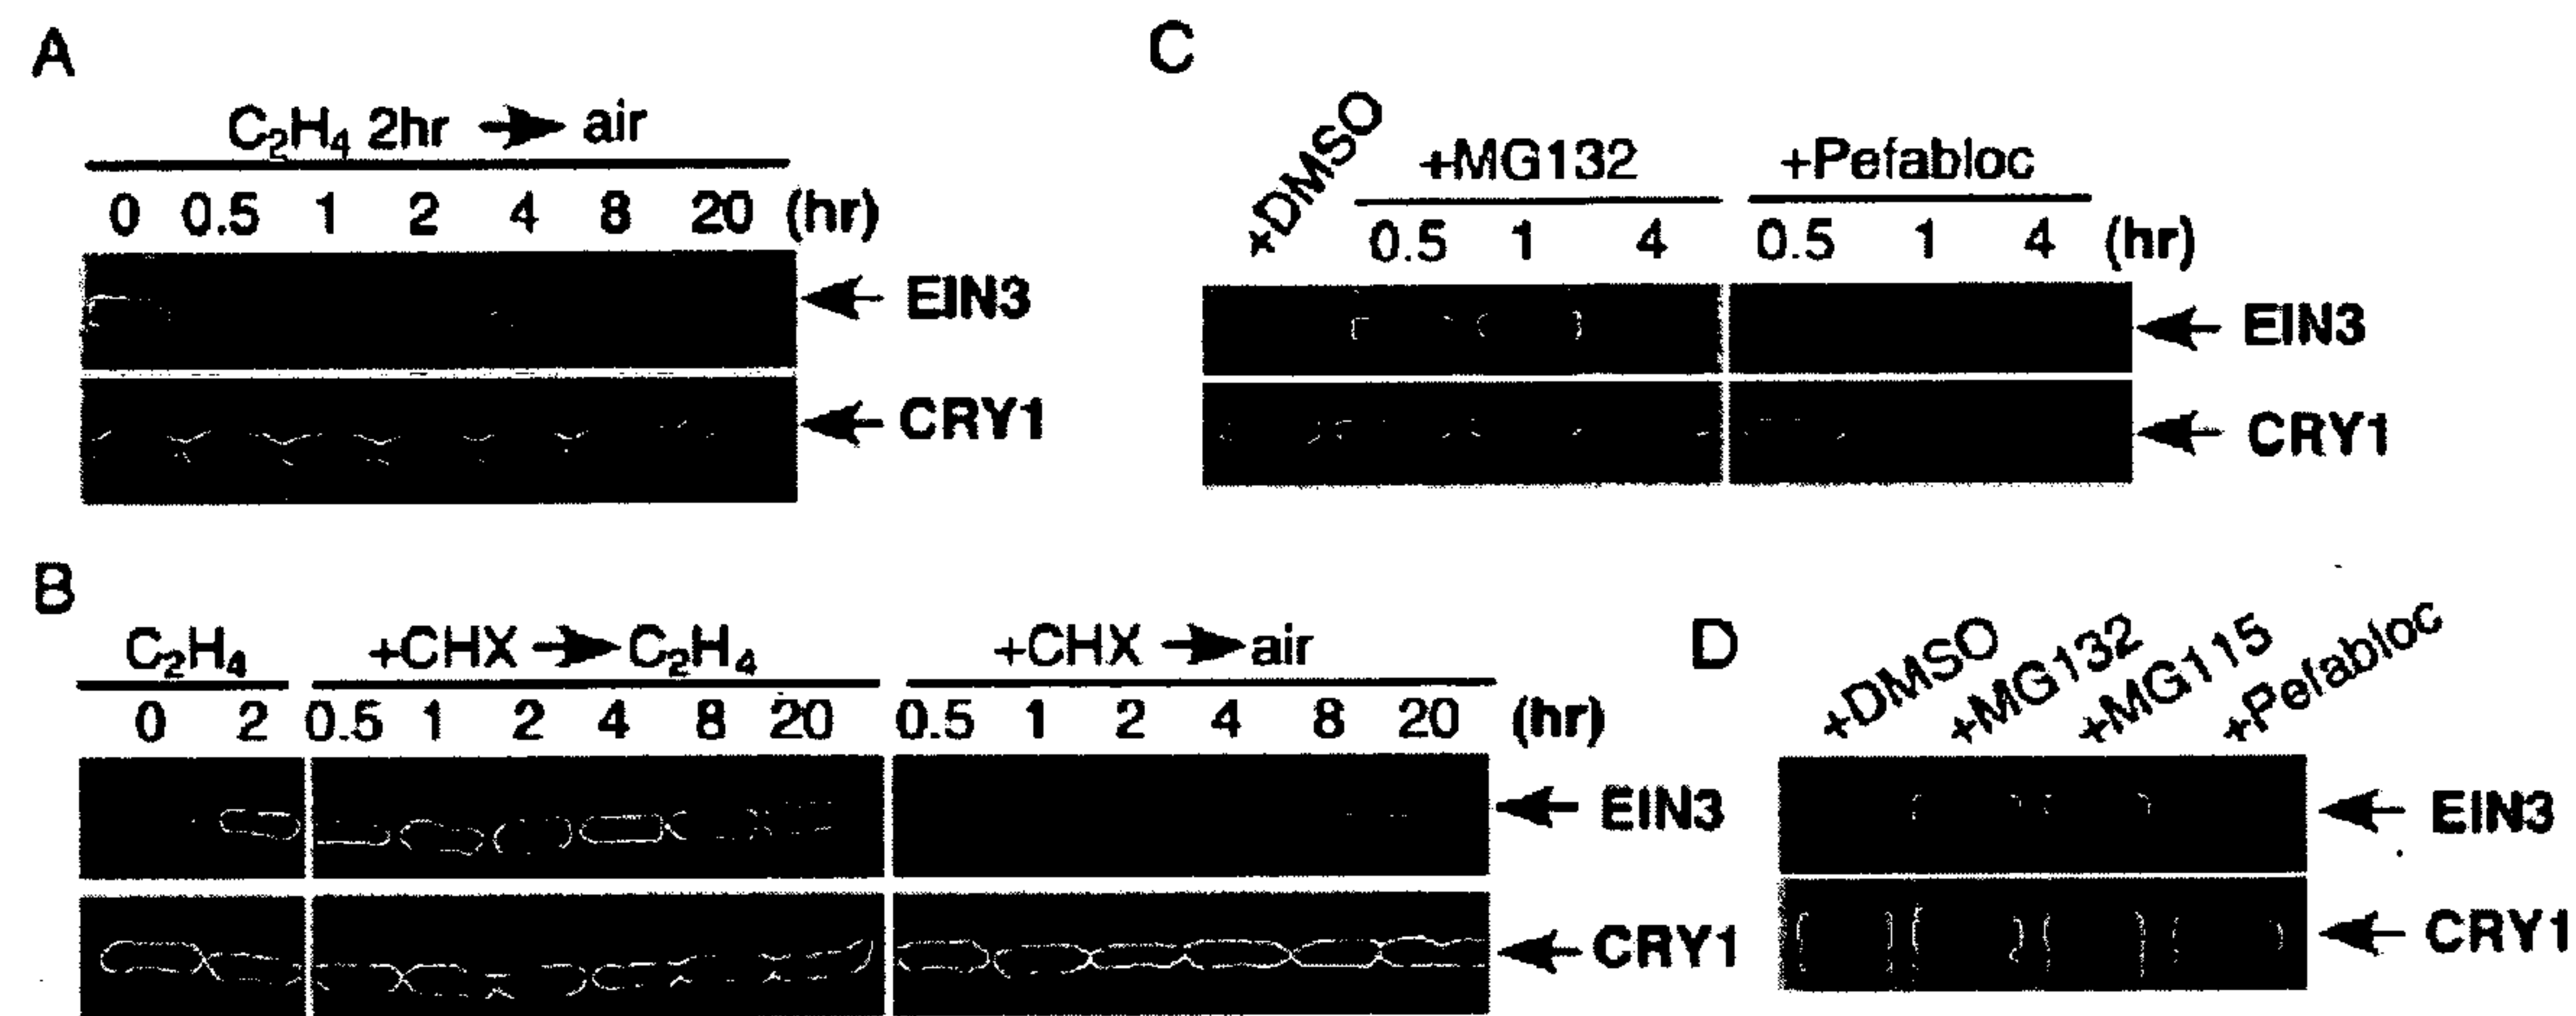 A
C₂H₄ 2hr → air
0 0.5 1 2 4 8 20 (hr)
EIN3
CRY1
B
C₂H₄ +CHX → C₂H₄ +CHX → air
0 2 0.5 1 2 4 8 20 0.5 1 2 4 8 20 (hr)
EIN3
CRY1
C
+DMSO +MG132 +Pefabloc
0.5 1 4 0.5 1 4 (hr)
EIN3
CRY1
D
+DMSO +MG132 +MG115 +Pefabloc
EIN3
CRY1